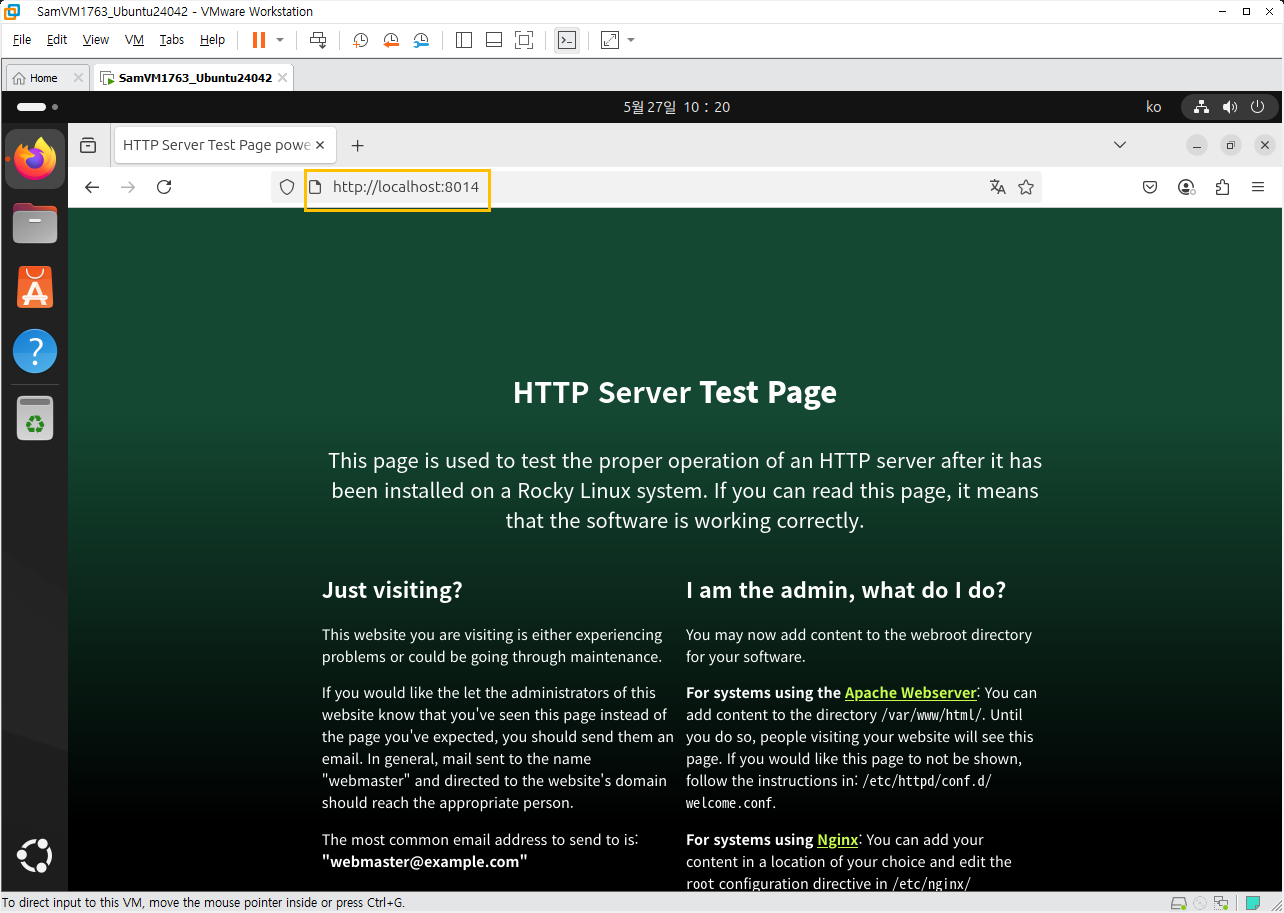 SamVM1763_Ubuntu24042 - VMware Workstation
File Edit View VM Tabs Help
Home SamVM1763_Ubuntu24042
5월 27일 10 : 20 ko
HTTP Server Test Page powe
http://localhost:8014
HTTP Server Test Page
This page is used to test the proper operation of an HTTP server after it has
been installed on a Rocky Linux system. If you can read this page, it means
that the software is working correctly.
Just visiting?
This website you are visiting is either experiencing
problems or could be going through maintenance.
If you would like the let the administrators of this
website know that you've seen this page instead of
the page you've expected, you should send them an
email. In general, mail sent to the name
"webmaster" and directed to the website's domain
should reach the appropriate person.
The most common email address to send to is:
"webmaster@example.com"
I am the admin, what do I do?
You may now add content to the webroot directory
for your software.
For systems using the Apache Webserver: You can
add content to the directory /var/www/html/. Until
you do so, people visiting your website will see this
page. If you would like this page to not be shown,
follow the instructions in: /etc/httpd/conf.d/
welcome.conf.
For systems using Nginx: You can add your
content in a location of your choice and edit the
root configuration directive in /etc/nginx/
To direct input to this VM, move the mouse pointer inside or press Ctrl+G.